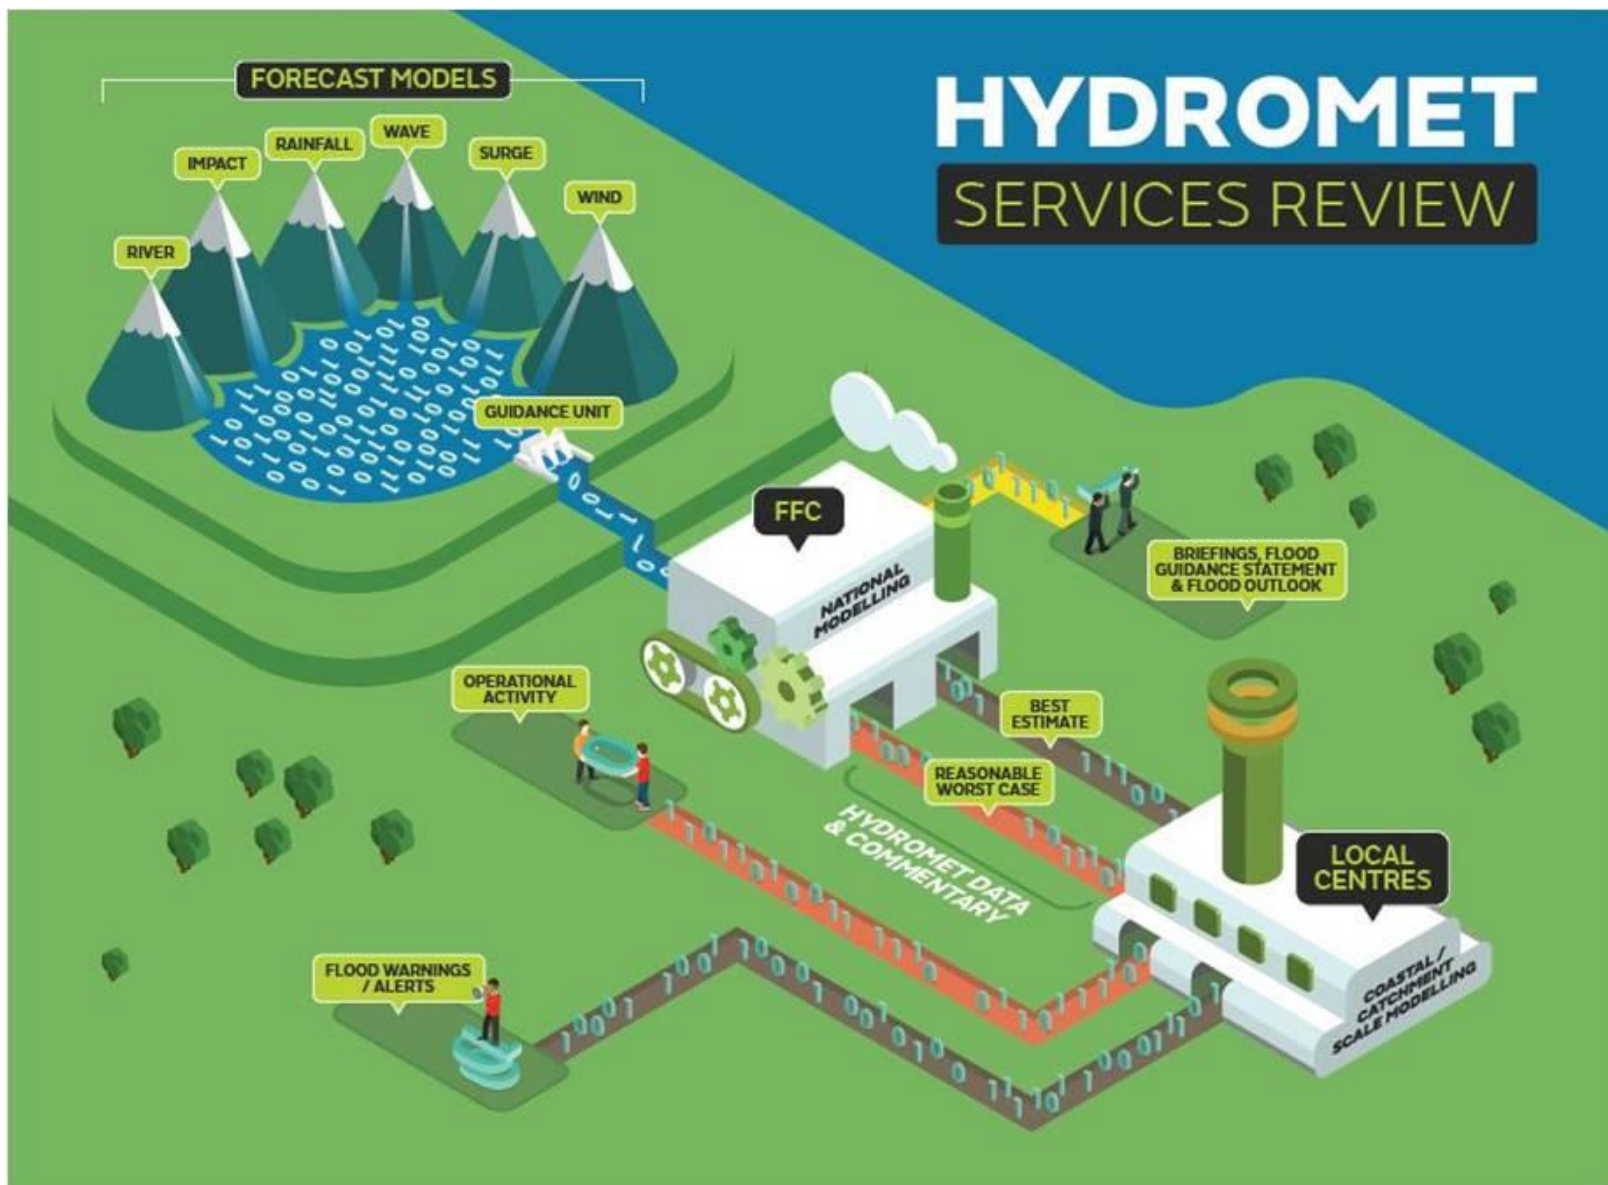 FORECAST MODELS
HYDROMET
SERVICES REVIEW
WAVE
RAINFALL
IMPACT
SURGE
WIND
RIVER
GUIDANCE UNIT
FFC
NATIONAL
MODELLING
BRIEFINGS, FLOOD
GUIDANCE STATEMENT
& FLOOD OUTLOOK
OPERATIONAL
ACTIVITY
BEST
ESTIMATE
REASONABLE
WORST CASE
HYDROMET DATA
& COMMENTARY
LOCAL
CENTRES
COASTAL /
CATCHMENT
SCALE MODELLING
FLOOD WARNINGS
/ ALERTS